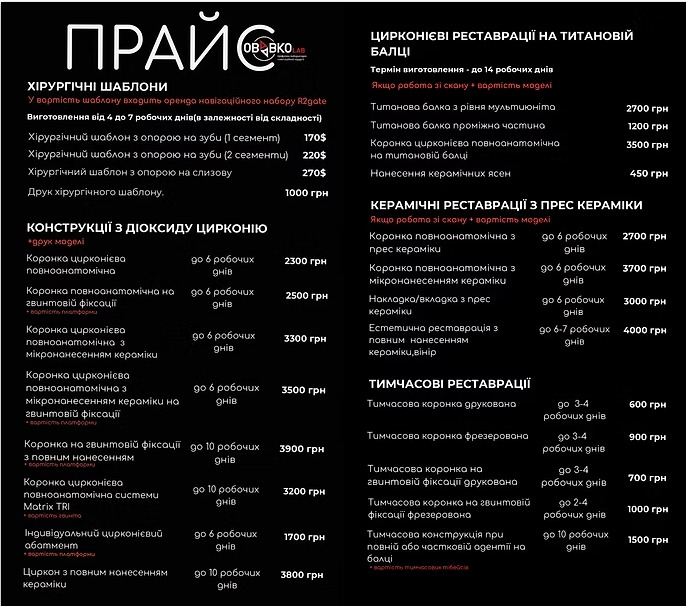 ПРАЙС
ОВАВКО LAB
ХІРУРГІЧНІ ШАБЛОНИ
У вартість шаблону входить оренда навігаційного набору R2gate
Виготовлення від 4 до 7 робочих днів(в залежності від складності)
Хірургічний шаблон з опорою на зуби (1 сегмент) 170$
Хірургічний шаблон з опорою на зуби (2 сегменти) 220$
Хірургічний шаблон з опорою на слизову 270$
Друк хірургічного шаблону. 1000 грн
КОНСТРУКЦІЇ З ДІОКСИДУ ЦИРКОНІЮ
+друк моделі
Коронка цирконієва до 6 робочих 2300 грн
повноанатомічна днів
Коронка повноанатомічна на до 6 робочих 2500 грн
гвинтовій фіксації днів
+ вартість платформи
Коронка цирконієва до 6 робочих 3300 грн
повноанатомічна з днів
мікронанесенням кераміки
Коронка цирконієва
повноанатомічна з до 6 робочих 3500 грн
мікронанесенням кераміки на днів
гвинтовій фіксації
+ вартість платформи
Коронка на гвинтовій фіксації до 10 робочих 3900 грн
з повним нанесенням днів
+ вартість платформи
Коронка цирконієва до 10 робочих 3200 грн
повноанатомічна системи днів
Matrix TRI
+ вартість гвинта
Індивідуальний цирконієвий до 6 робочих 1700 грн
абатмент днів
+ вартість платформи
Циркон з повним нанесенням до 10 робочих 3800 грн
кераміки днів
ЦИРКОНІЄВІ РЕСТАВРАЦІЇ НА ТИТАНОВІЙ
БАЛЦІ
Термін виготовлення - до 14 робочих днів
Якщо робота зі скану + вартість моделі
Титанова балка з рівня мультиюніта 2700 грн
Титанова балка проміжна частина 1200 грн
Коронка цирконієва повноанатомічна 3500 грн
на титановій балці
Нанесення керамічних ясен 450 грн
КЕРАМІЧНІ РЕСТАВРАЦІЇ З ПРЕС КЕРАМІКИ
Якщо робота зі скану + вартість моделі
Коронка повноанатомічна з до 6 робочих 2700 грн
прес кераміки днів
Коронка повноанатомічна з до 6 робочих 3700 грн
мікронанесенням кераміки днів
Накладка/вкладка з прес до 6 робочих 3000 грн
кераміки днів
Естетична реставрація з до 6-7 робочих 4000 грн
повним нанесенням днів
кераміки,вінір
ТИМЧАСОВІ РЕСТАВРАЦІЇ
Тимчасова коронка друкована до 3-4 600 грн
робочих днів
Тимчасова коронка фрезерована до 3-4 900 грн
робочих днів
Тимчасова коронка на до 3-4 700 грн
гвинтовій фіксації друкована робочих днів
Тимчасова коронка на гвинтовій до 2-4 1000 грн
фіксації фрезерована робочих днів
Тимчасова конструкція при до 10 робочих 1500 грн
повній або частковій адентії на днів
балці
+ вартість тимчасових тібейсів